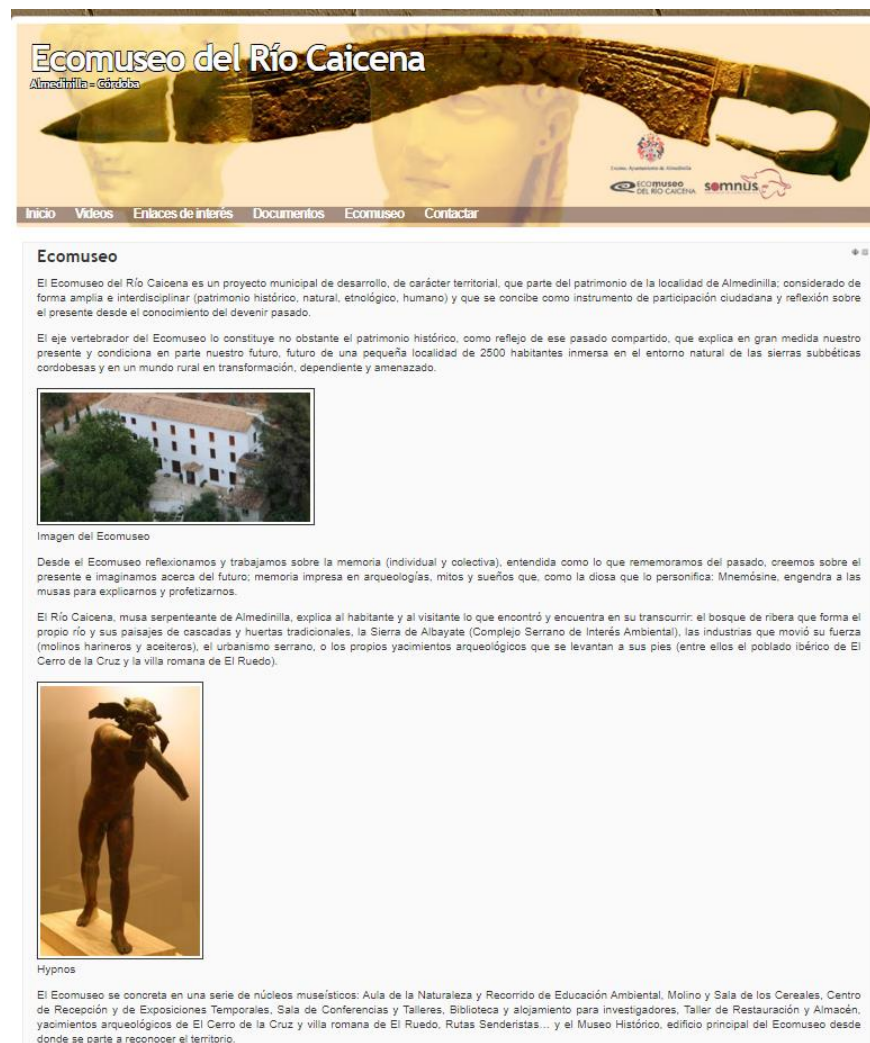 Ecomuseo del Río Caicena
Almedinilla - Córdoba
Excmo. Ayuntamiento de Almedinilla
ECOMUSEO
DEL RÍO CAICENA
somnus
Inicio Videos Enlaces de interés Documentos Ecomuseo Contactar
Ecomuseo
El Ecomuseo del Río Caicena es un proyecto municipal de desarrollo, de carácter territorial, que parte del patrimonio de la localidad de Almedinilla; considerado de
forma amplia e interdisciplinar (patrimonio histórico, natural, etnológico, humano) y que se concibe como instrumento de participación ciudadana y reflexión sobre
el presente desde el conocimiento del devenir pasado.
El eje vertebrador del Ecomuseo lo constituye no obstante el patrimonio histórico, como reflejo de ese pasado compartido, que explica en gran medida nuestro
presente y condiciona en parte nuestro futuro, futuro de una pequeña localidad de 2500 habitantes inmersa en el entorno natural de las sierras subbéticas
cordobesas y en un mundo rural en transformación, dependiente y amenazado.
Imagen del Ecomuseo
Desde el Ecomuseo reflexionamos y trabajamos sobre la memoria (individual y colectiva), entendida como lo que rememoramos del pasado, creemos sobre el
presente e imaginamos acerca del futuro; memoria impresa en arqueologías, mitos y sueños que, como la diosa que lo personifica: Mnemósine, engendra a las
musas para explicarnos y profetizarnos.
El Río Caicena, musa serpenteante de Almedinilla, explica al habitante y al visitante lo que encontró y encuentra en su transcurrir: el bosque de ribera que forma el
propio río y sus paisajes de cascadas y huertas tradicionales, la Sierra de Albayate (Complejo Serrano de Interés Ambiental), las industrias que movió su fuerza
(molinos harineros y aceiteros), el urbanismo serrano, o los propios yacimientos arqueológicos que se levantan a sus pies (entre ellos el poblado ibérico de El
Cerro de la Cruz y la villa romana de El Ruedo).
Hypnos
El Ecomuseo se concreta en una serie de núcleos museísticos: Aula de la Naturaleza y Recorrido de Educación Ambiental, Molino y Sala de los Cereales, Centro
de Recepción y de Exposiciones Temporales, Sala de Conferencias y Talleres, Biblioteca y alojamiento para investigadores, Taller de Restauración y Almacén,
yacimientos arqueológicos de El Cerro de la Cruz y villa romana de El Ruedo, Rutas Senderistas... y el Museo Histórico, edificio principal del Ecomuseo desde
donde se parte a reconocer el territorio.